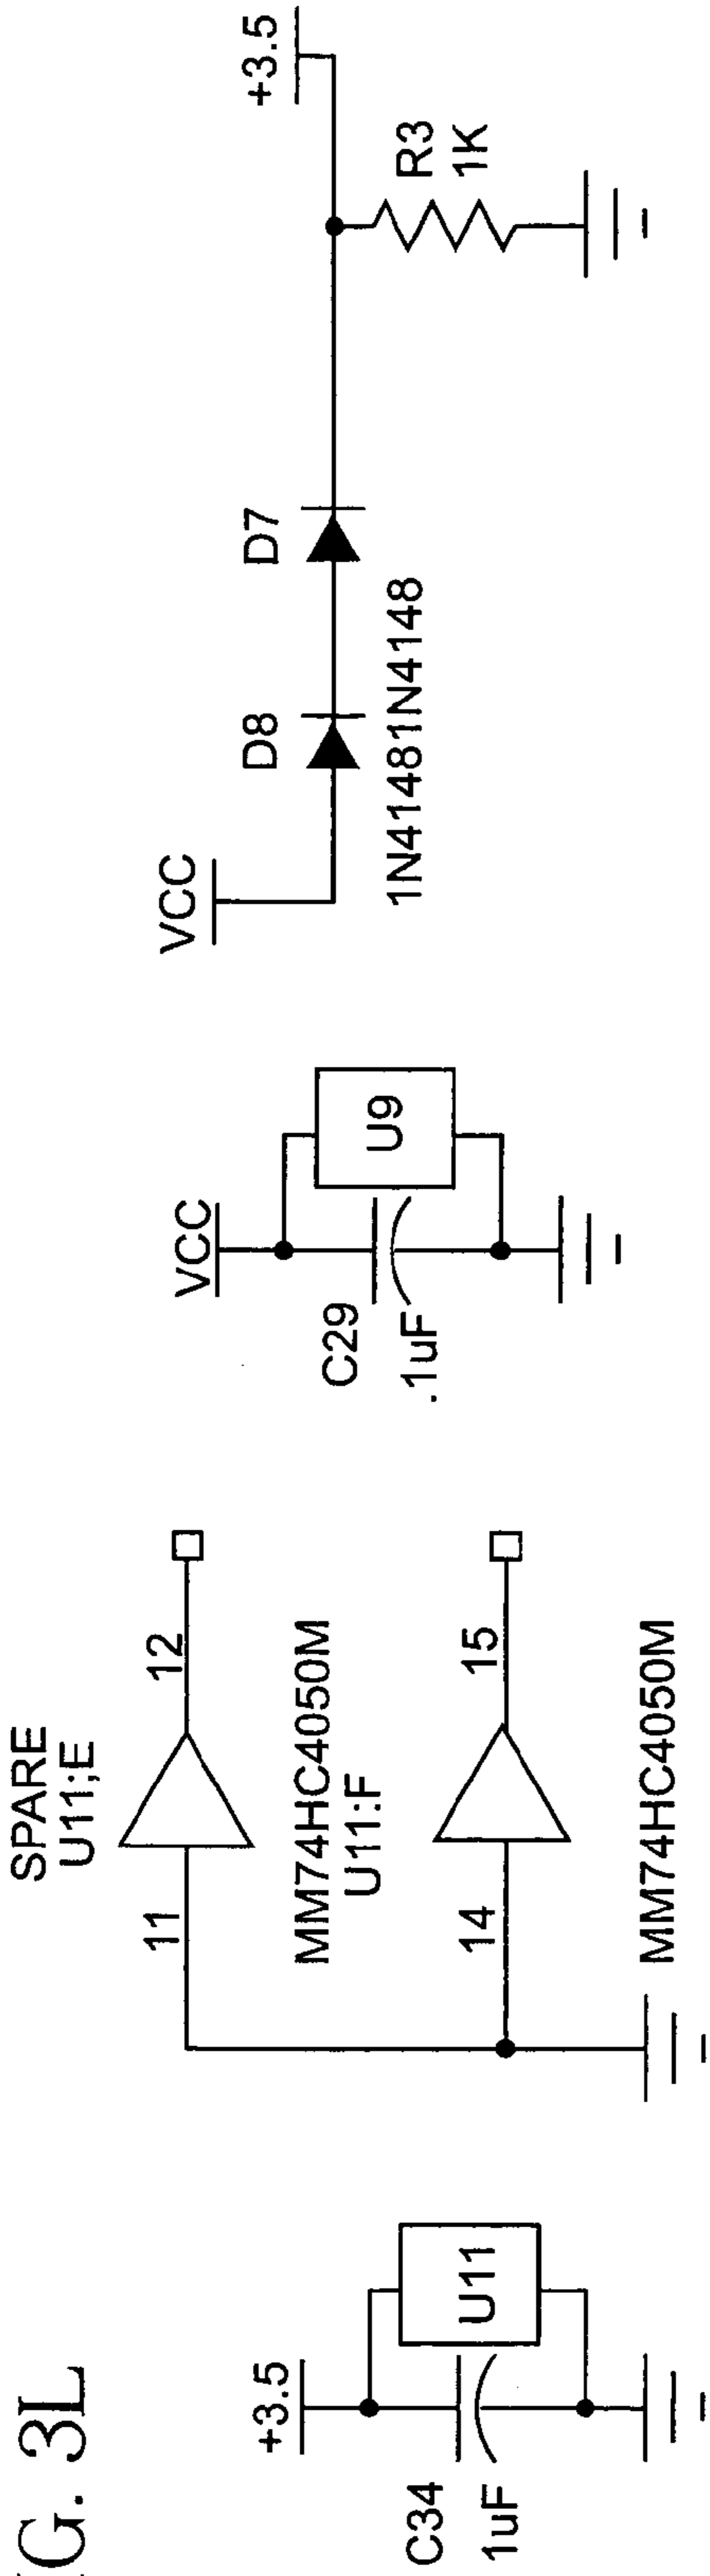 G. 3L
+3.5
C34
1uF
U11
SPARE
U11;E
11
12
MM74HC4050M
U11:F
14
15
MM74HC4050M
VCC
C29
.1uF
U9
VCC
D8
D7
1N41481N4148
+3.5
R3
1K